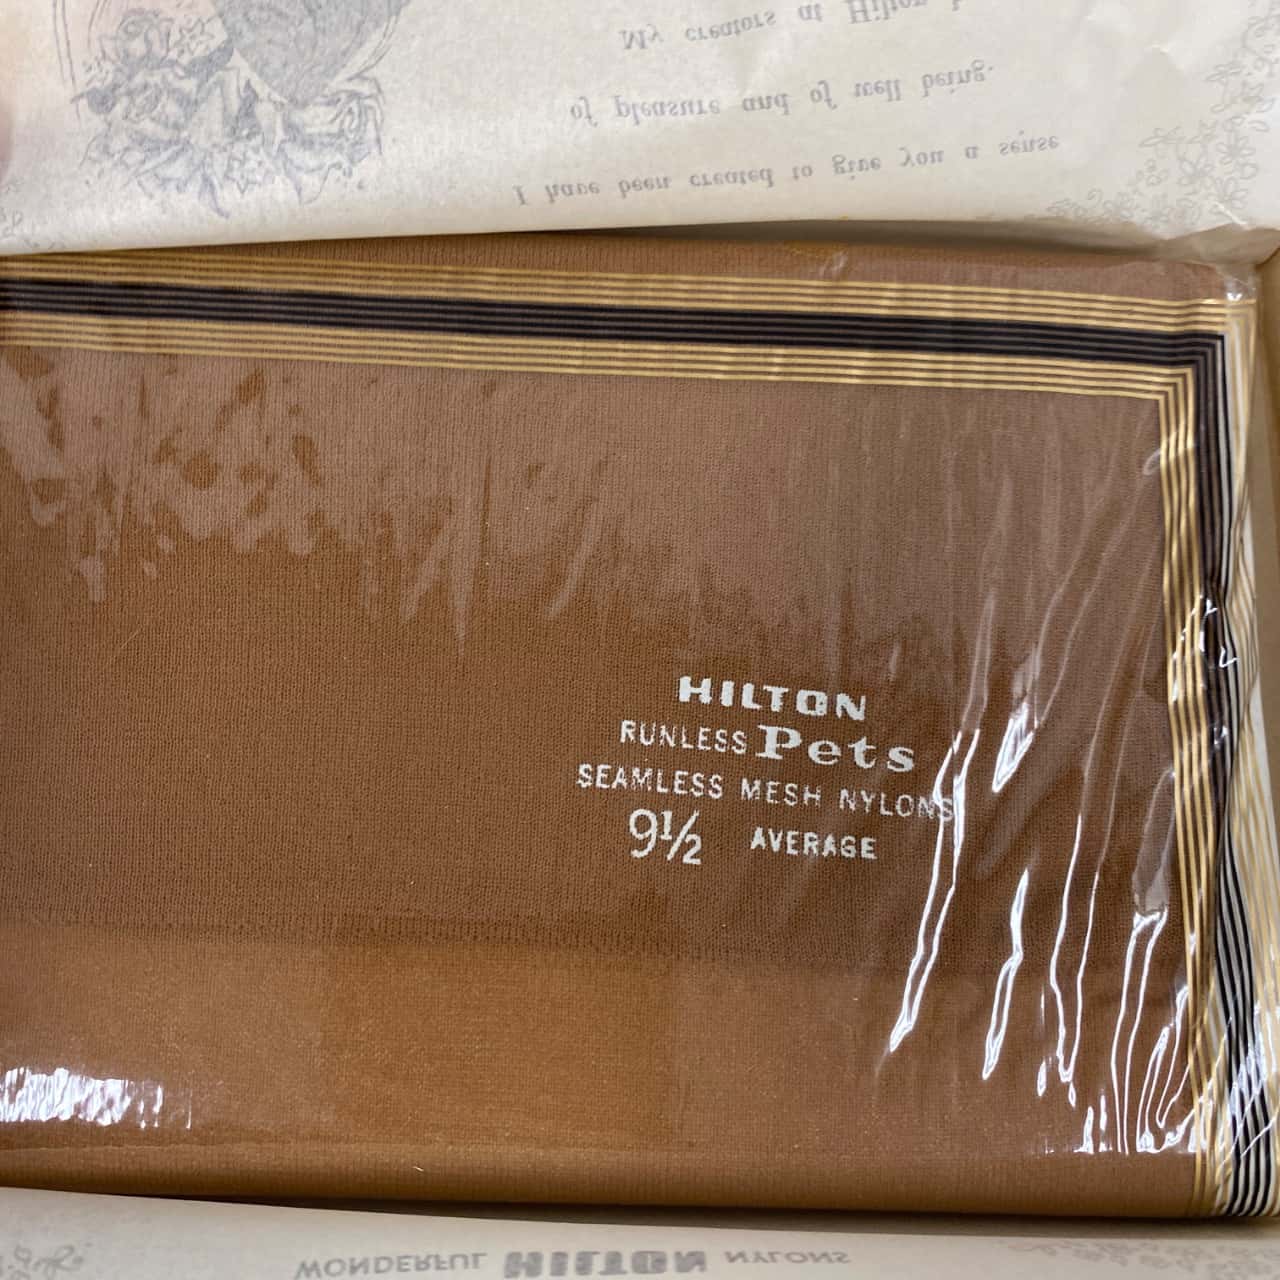 My creators at Hilton
of pleasure and of well being.
I have been created to give you a sense
HILTON
RUNLESS Pets
SEAMLESS MESH NYLONS
9½ AVERAGE
WONDERFUL HILTON NYLONS